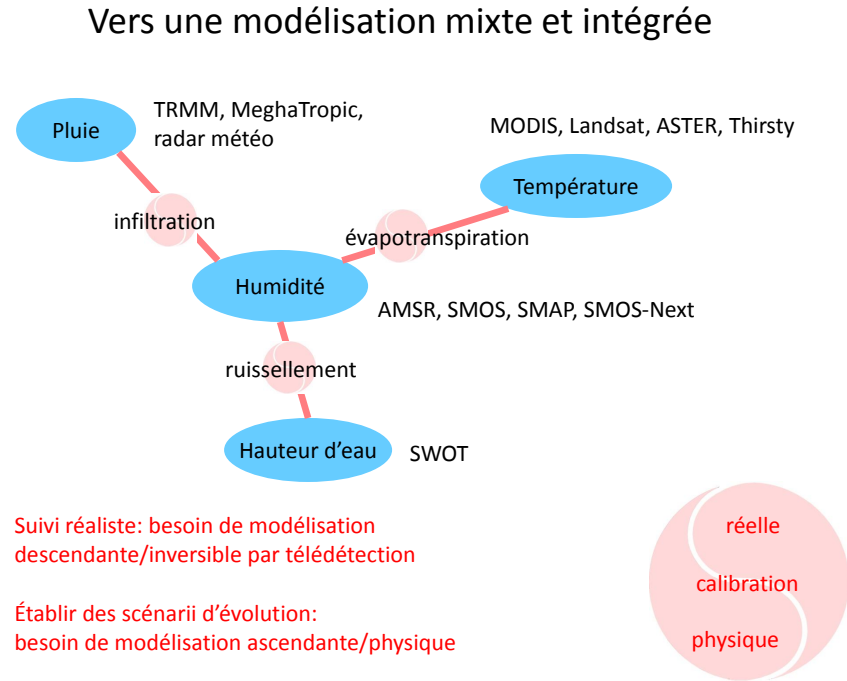 Vers une modélisation mixte et intégrée
Pluie
TRMM, MeghaTropic,
radar météo
MODIS, Landsat, ASTER, Thirsty
Température
infiltration
évapotranspiration
Humidité
AMSR, SMOS, SMAP, SMOS-Next
ruissellement
Hauteur d’eau
SWOT
Suivi réaliste: besoin de modélisation
descendante/inversible par télédétection
Établir des scénarii d’évolution:
besoin de modélisation ascendante/physique
réelle
calibration
physique